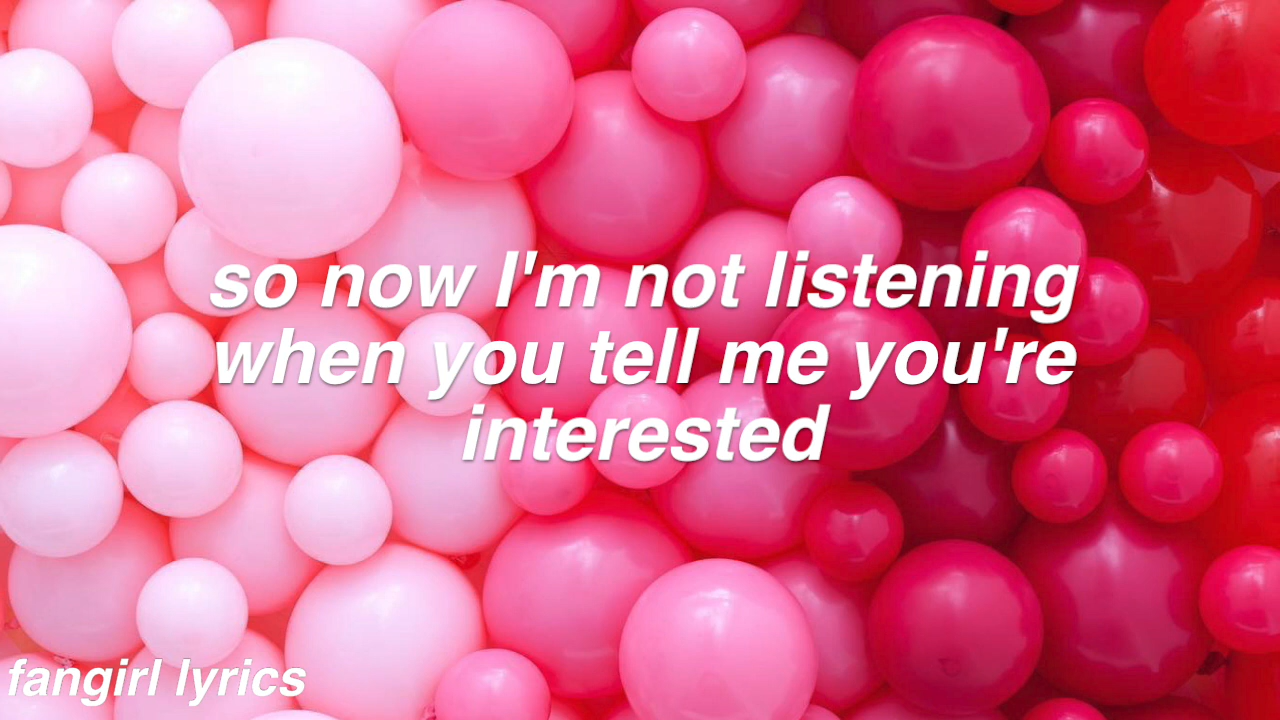 so now I'm not listening
when you tell me you're
interested
fangirl lyrics